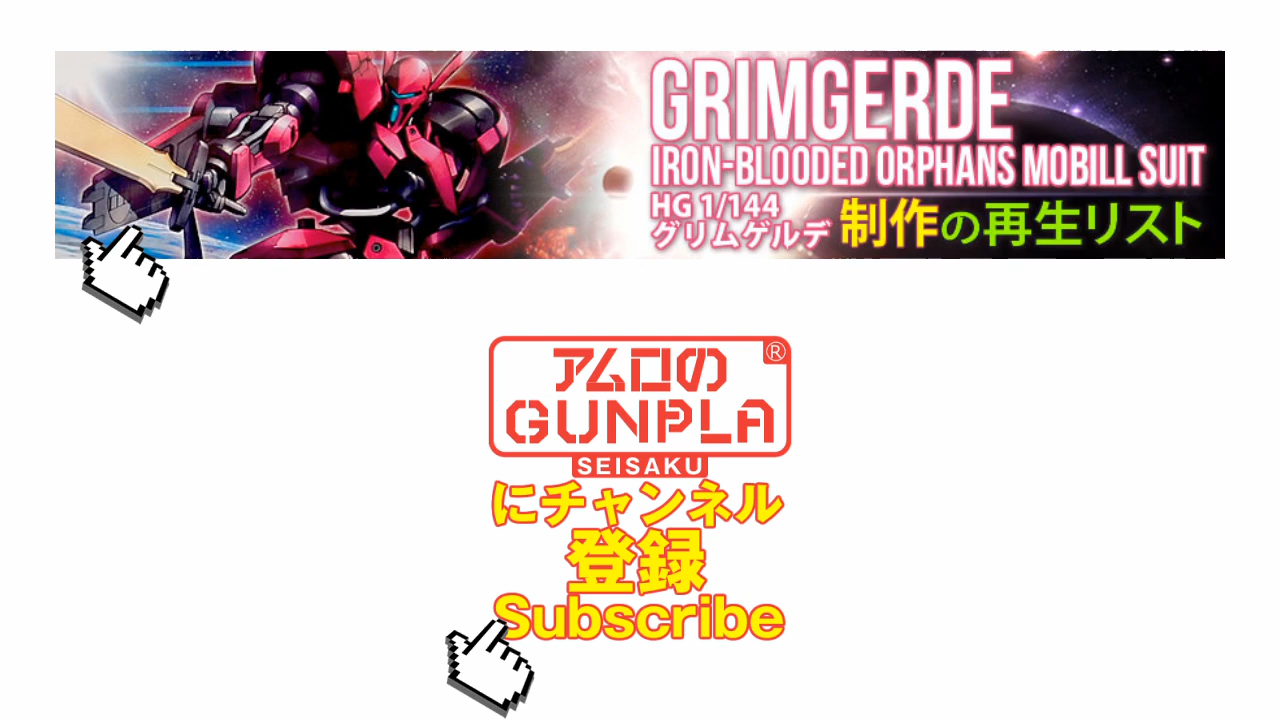 GRIMGERDE
IRON-BLOODED ORPHANS MOBILL SUIT
HG 1/144
グリムゲルデ 制作の再生リスト
アムロの
®
GUNPLA
SEISAKU
にチャンネル
登録
Subscribe